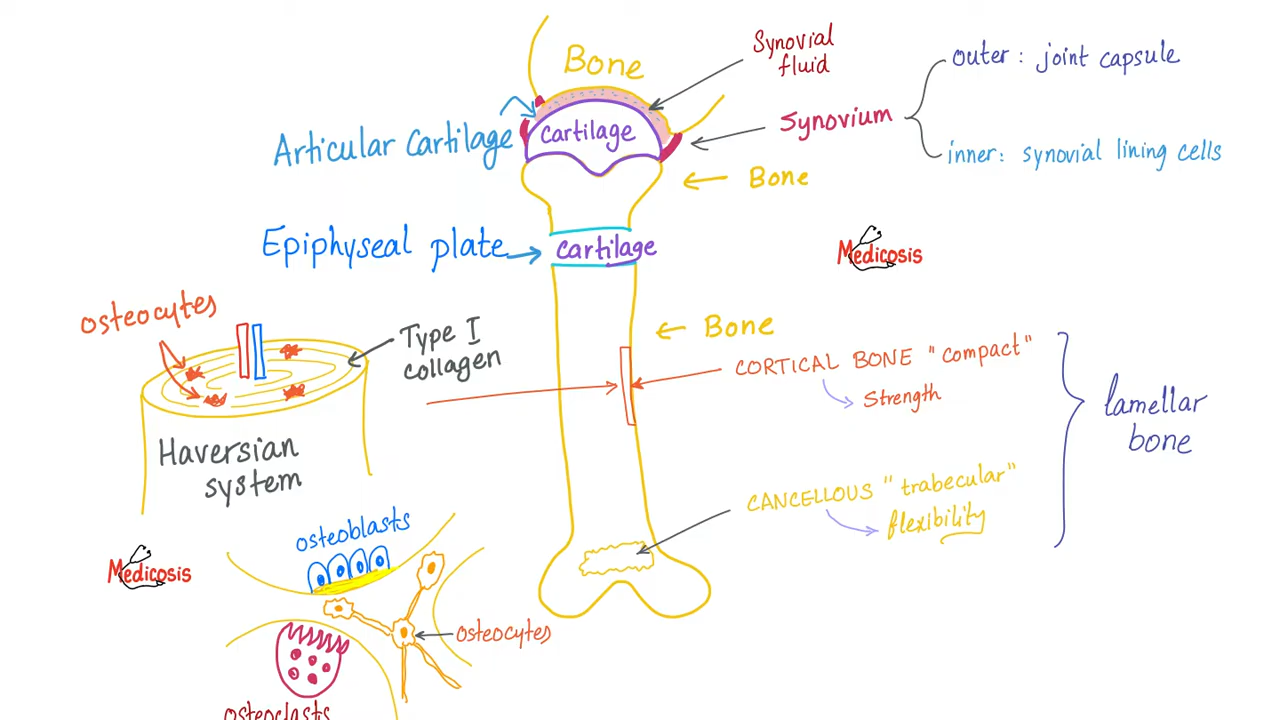 Synovial
fluid
Bone
outer: joint capsule
Synovium
Articular Cartilage
Cartilage
inner: synovial lining cells
Bone
Epiphyseal plate
Cartilage
Medicosis
osteocytes
Type I
collagen
Bone
CORTICAL BONE "compact"
Strength
lamellar
bone
Haversian
system
CANCELLOUS "trabecular"
flexibility
osteoblasts
Medicosis
osteocytes
osteoclasts